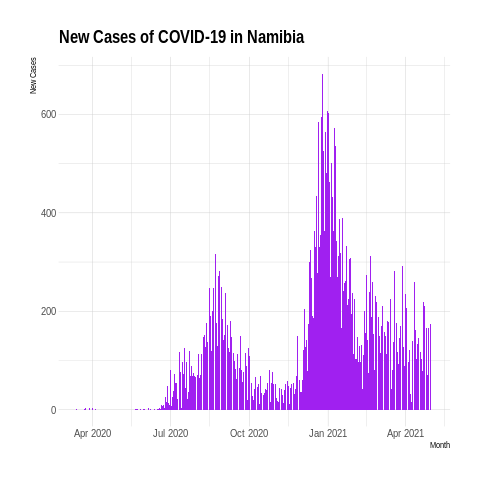 New Cases of COVID-19 in Namibia
New Cases
600
400
200
0
Apr 2020 Jul 2020 Oct 2020 Jan 2021 Apr 2021
Month